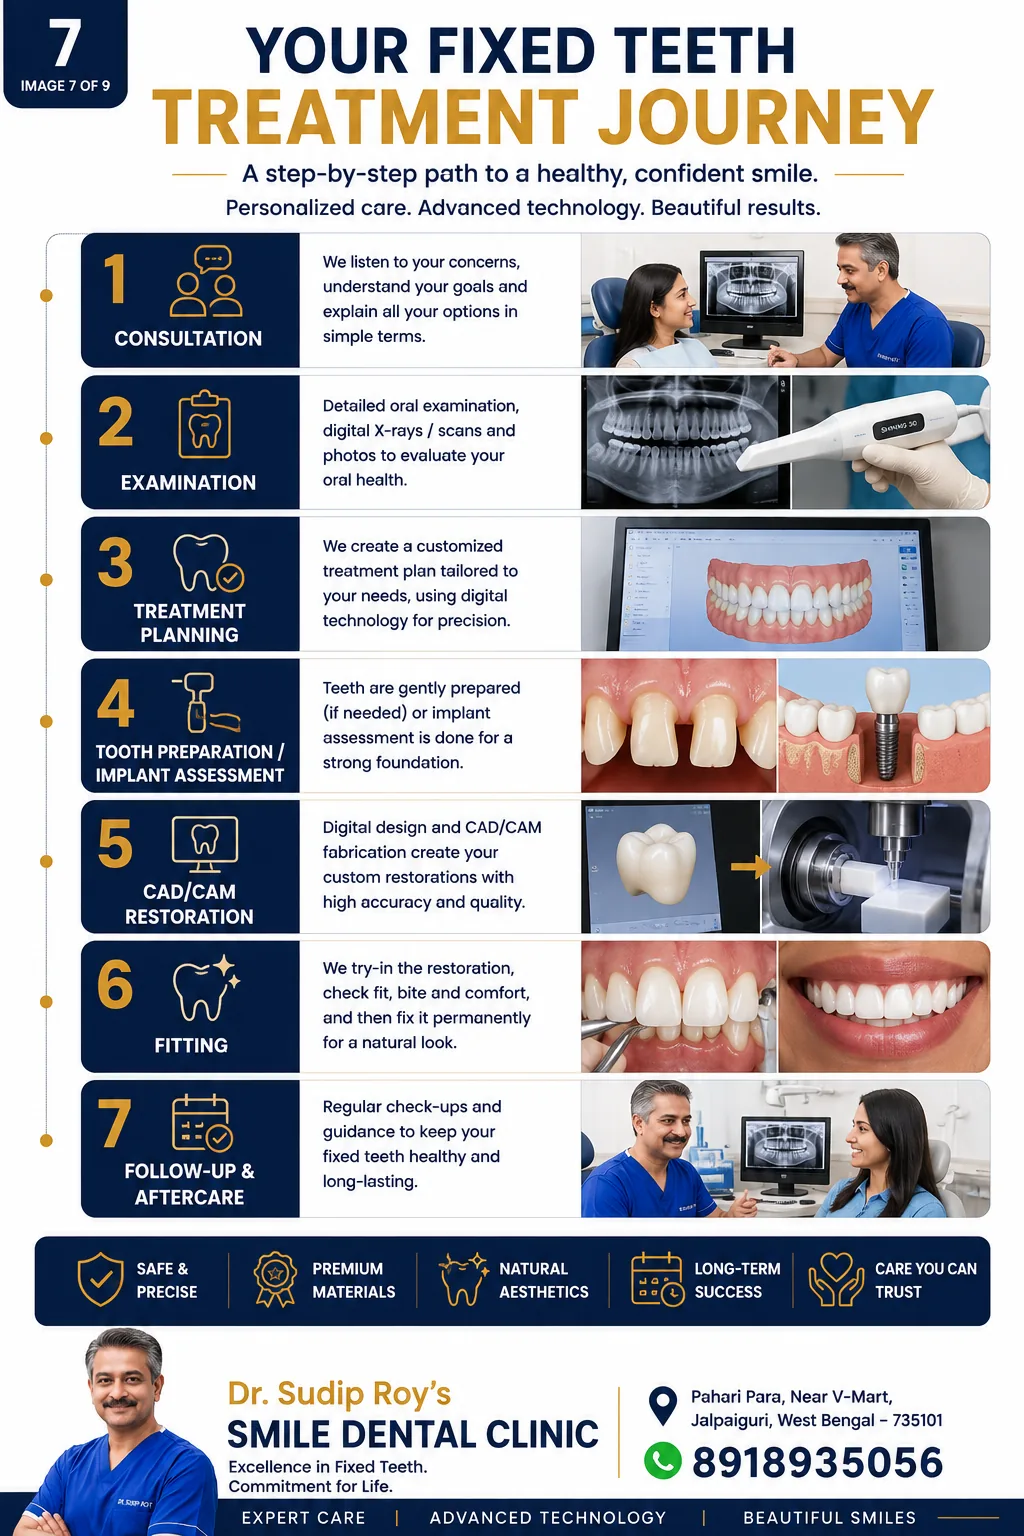 7
IMAGE 7 OF 9
YOUR FIXED TEETH
TREATMENT JOURNEY
A step-by-step path to a healthy, confident smile.
Personalized care. Advanced technology. Beautiful results.
1
CONSULTATION
We listen to your concerns,
understand your goals and
explain all your options in
simple terms.
2
EXAMINATION
Detailed oral examination,
digital X-rays / scans and
photos to evaluate your
oral health.
3
TREATMENT
PLANNING
We create a customized
treatment plan tailored to
your needs, using digital
technology for precision.
4
TOOTH PREPARATION /
IMPLANT ASSESSMENT
Teeth are gently prepared
(if needed) or implant
assessment is done for a
strong foundation.
5
CAD/CAM
RESTORATION
Digital design and CAD/CAM
fabrication create your
custom restorations with
high accuracy and quality.
6
FITTING
We try-in the restoration,
check fit, bite and comfort,
and then fix it permanently
for a natural look.
7
FOLLOW-UP &
AFTERCARE
Regular check-ups and
guidance to keep your
fixed teeth healthy and
long-lasting.
SAFE &
PRECISE
PREMIUM
MATERIALS
NATURAL
AESTHETICS
LONG-TERM
SUCCESS
CARE YOU CAN
TRUST
Dr. Sudip Roy's
SMILE DENTAL CLINIC
Excellence in Fixed Teeth.
Commitment for Life.
Pahari Para, Near V-Mart,
Jalpaiguri, West Bengal – 735101
8918935056
EXPERT CARE | ADVANCED TECHNOLOGY | BEAUTIFUL SMILES